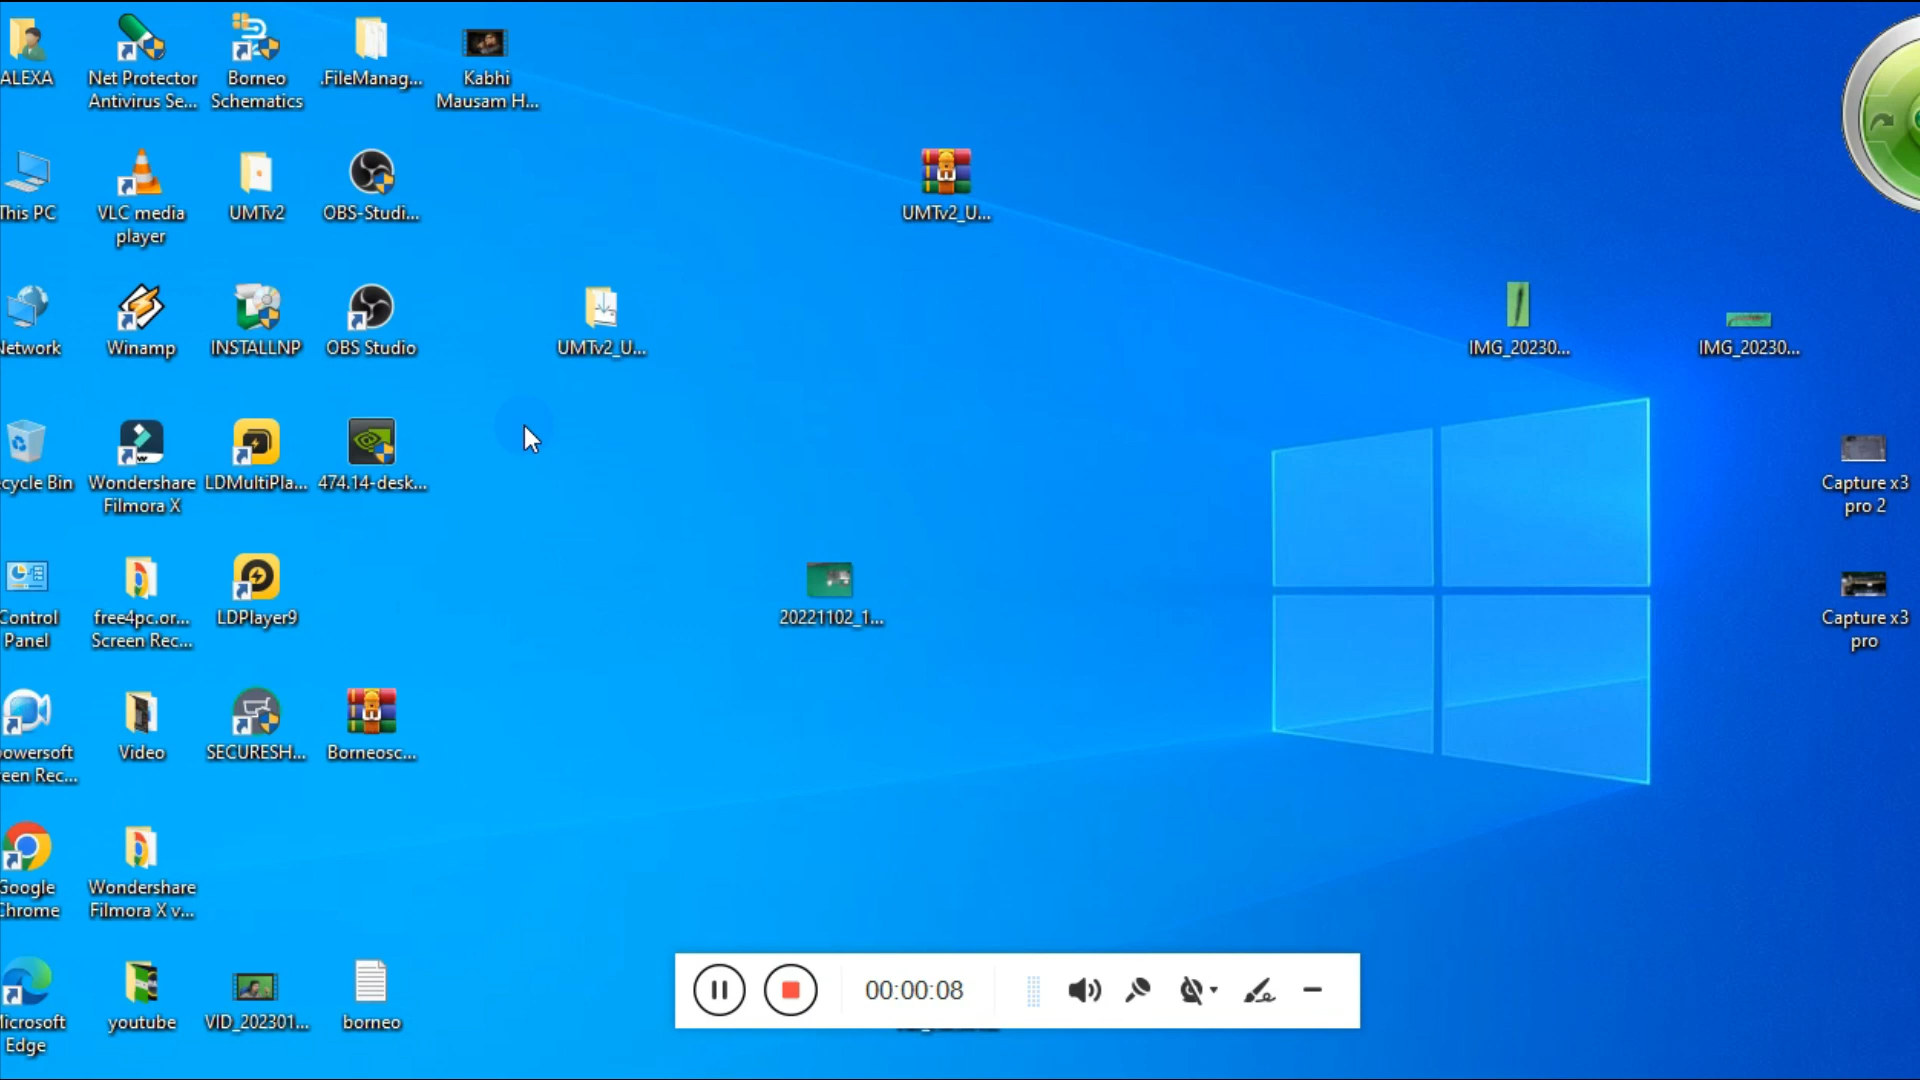 ALEXA
Net Protector
Antivirus Se...
Borneo
Schematics
.FileManag...
Kabhi
Mausam H...
This PC
VLC media
player
UMTv2
OBS-Studi...
UMTv2_U...
Network
Winamp
INSTALLNP
OBS Studio
UMTv2_U...
IMG_20230...
IMG_20230...
cycle Bin
Wondershare
Filmora X
LDMultiPla...
474.14-desk...
Capture x3
pro 2
Control
Panel
free4pc.or...
Screen Rec...
LDPlayer9
20221102_1...
Capture x3
pro
powersoft
een Rec...
Video
SECURESH...
Borneosc...
Google
Chrome
Wondershare
Filmora X v...
Microsoft
Edge
youtube
VID_202301...
borneo
00:00:08